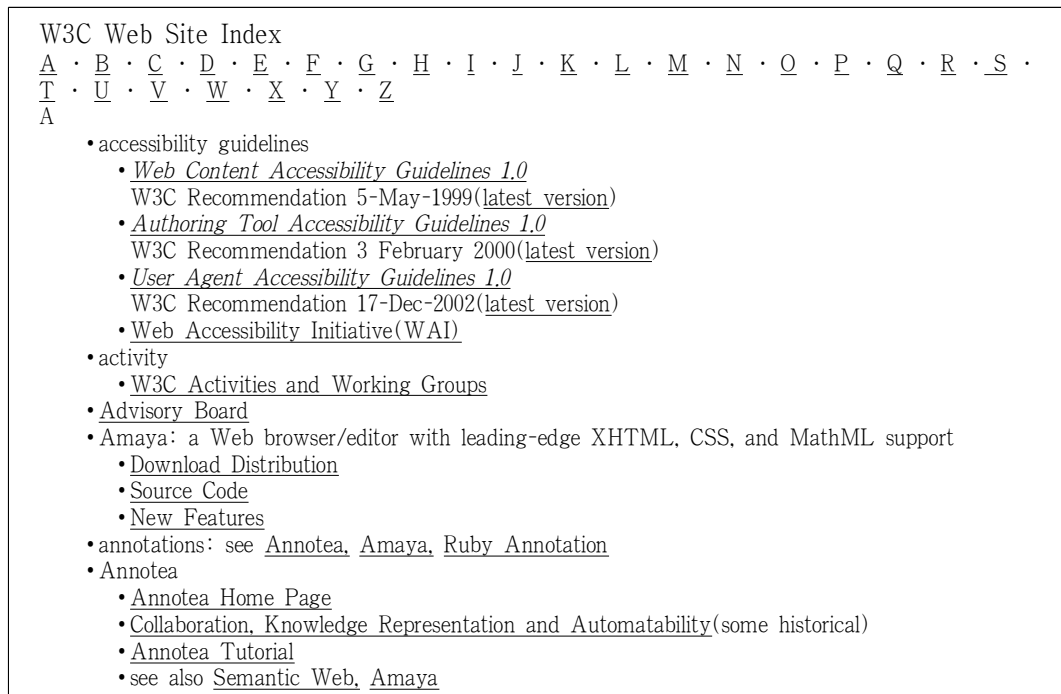 W3C Web Site Index
A · B · C · D · E · F · G · H · I · J · K · L · M · N · O · P · Q · R · S ·
T · U · V · W · X · Y · Z
A
• accessibility guidelines
• Web Content Accessibility Guidelines 1.0
W3C Recommendation 5-May-1999(latest version)
• Authoring Tool Accessibility Guidelines 1.0
W3C Recommendation 3 February 2000(latest version)
• User Agent Accessibility Guidelines 1.0
W3C Recommendation 17-Dec-2002(latest version)
• Web Accessibility Initiative(WAI)
• activity
• W3C Activities and Working Groups
• Advisory Board
• Amaya: a Web browser/editor with leading-edge XHTML, CSS, and MathML support
• Download Distribution
• Source Code
• New Features
• annotations: see Annotea, Amaya, Ruby Annotation
• Annotea
• Annotea Home Page
• Collaboration, Knowledge Representation and Automatability(some historical)
• Annotea Tutorial
• see also Semantic Web, Amaya